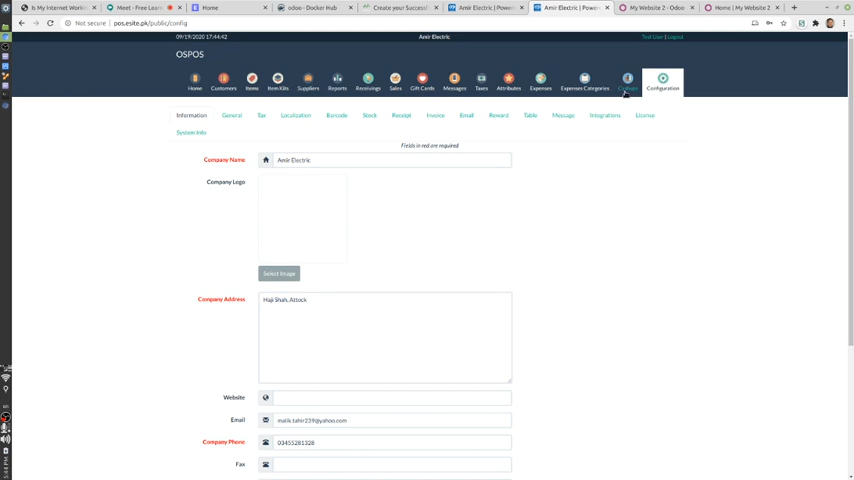 Is My Internet Worki
Meet - Free Lear
Home
odoo - Docker Hub
Create your Successf
Amir Electric | Power
Amir Electric | Power
My Website 2 - Odoo
Home | My Website 2
Not secure | pos.esite.pk/public/config
09/19/2020 17:44:42
Amir Electric
Test User | Logout
OSPOS
Home
Customers
Items
Item Kits
Suppliers
Reports
Receivings
Sales
Gift Cards
Messages
Taxes
Attributes
Expenses
Expenses Categories
Cashups
Configuration
Information
General
Tax
Localization
Barcode
Stock
Receipt
Invoice
Email
Reward
Table
Message
Integrations
License
System Info
Fields in red are required
Company Name
Amir Electric
Company Logo
Select Image
Company Address
Haji Shah, Attock
Website
Email
malik.tahir239@yahoo.com
Company Phone
03455281328
Fax
5:44 PM